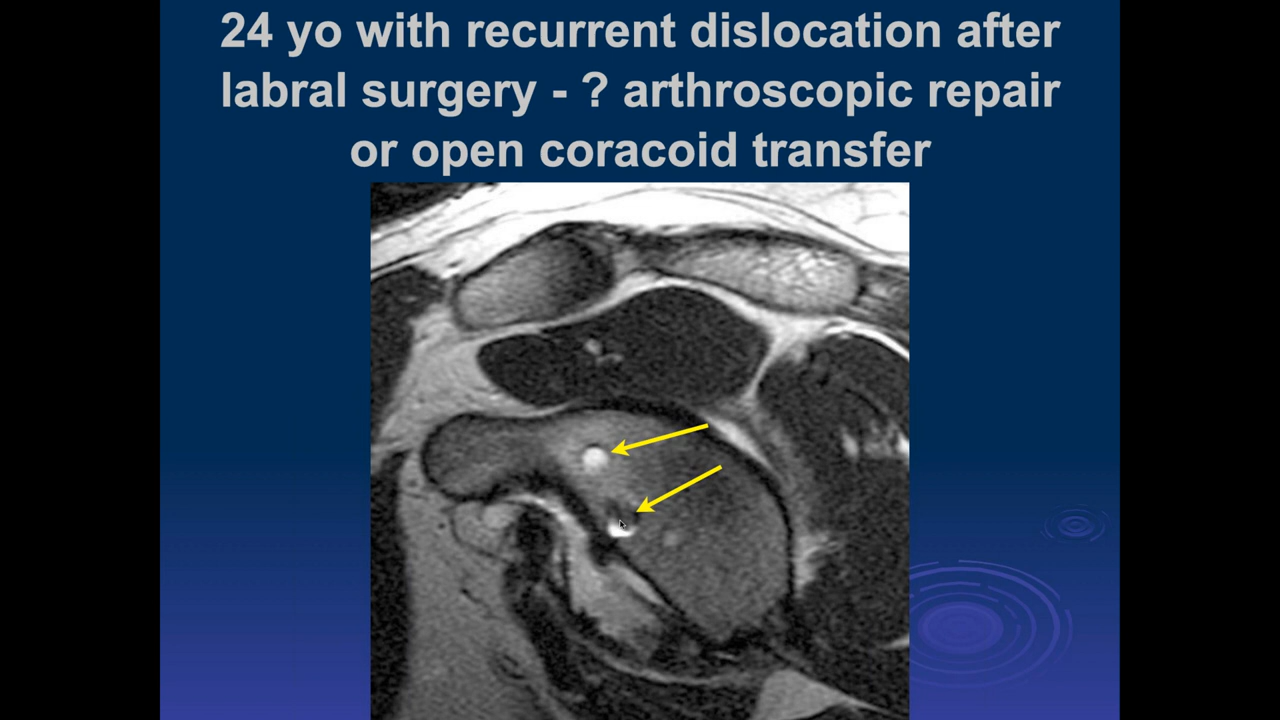 24 yo with recurrent dislocation after
labral surgery - ? arthroscopic repair
or open coracoid transfer